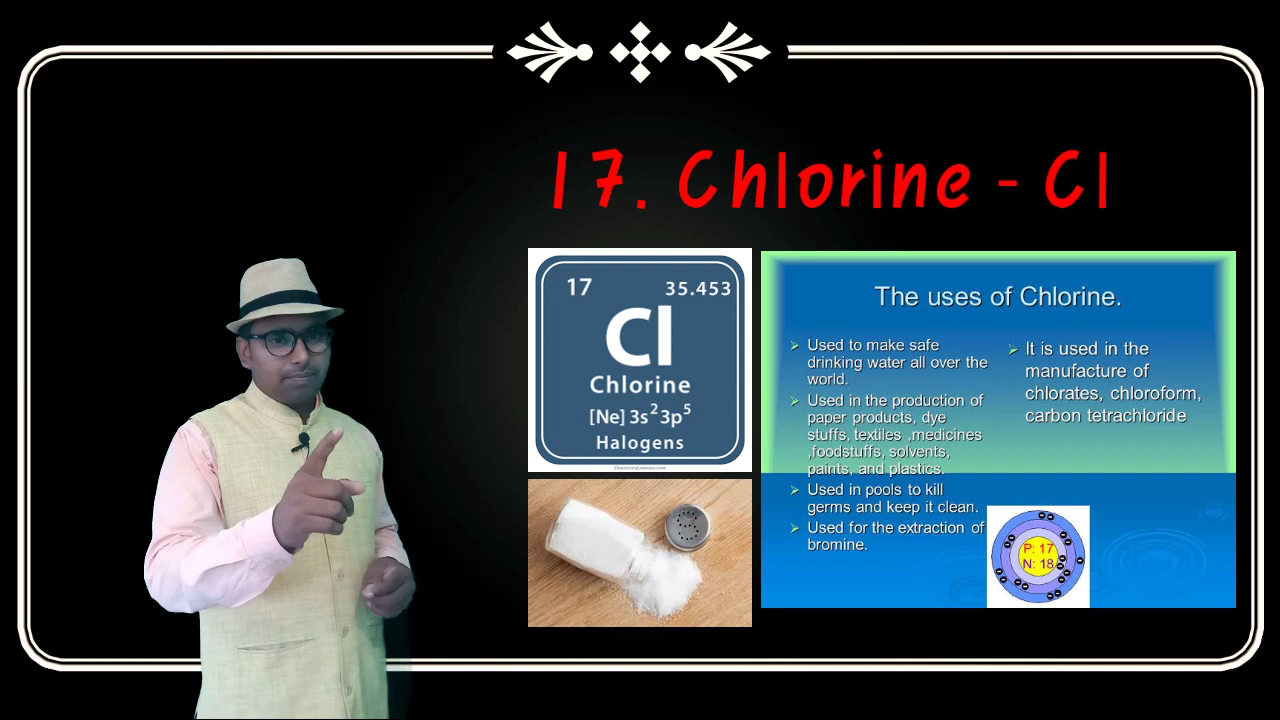 17. Chlorine - Cl
17
35.453
Cl
Chlorine
[Ne] 3s²3p⁵
Halogens
The uses of Chlorine.
Used to make safe
drinking water all over the
world.
Used in the production of
paper products, dye
stuffs, textiles ,medicines
,foodstuffs, solvents,
paints, and plastics.
Used in pools to kill
germs and keep it clean.
Used for the extraction of
bromine.
It is used in the
manufacture of
chlorates, chloroform,
carbon tetrachloride
P: 17
N: 18